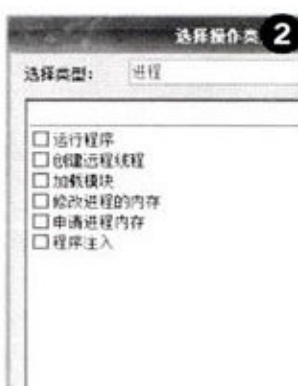 选择操作类 2
选择类型： 进程
运行程序
创建远程线程
加载模块
修改进程的内存
申请进程内存
程序注入